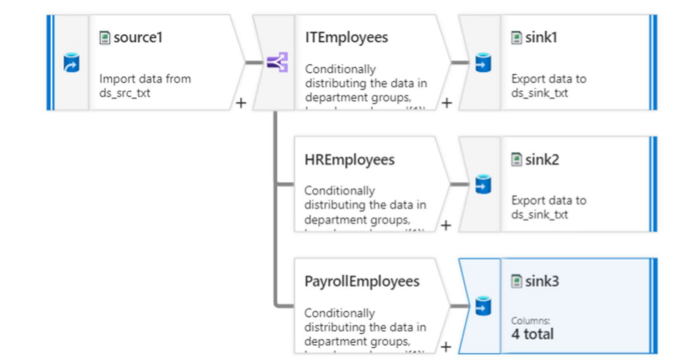 source1
Import data from
ds_src_txt
+
ITEmployees
Conditionally
distributing the data in
department groups,
+
sink1
Export data to
ds_sink_txt
HREmployees
Conditionally
distributing the data in
department groups,
+
sink2
Export data to
ds_sink_txt
PayrollEmployees
Conditionally
distributing the data in
department groups,
+
sink3
Columns:
4 total